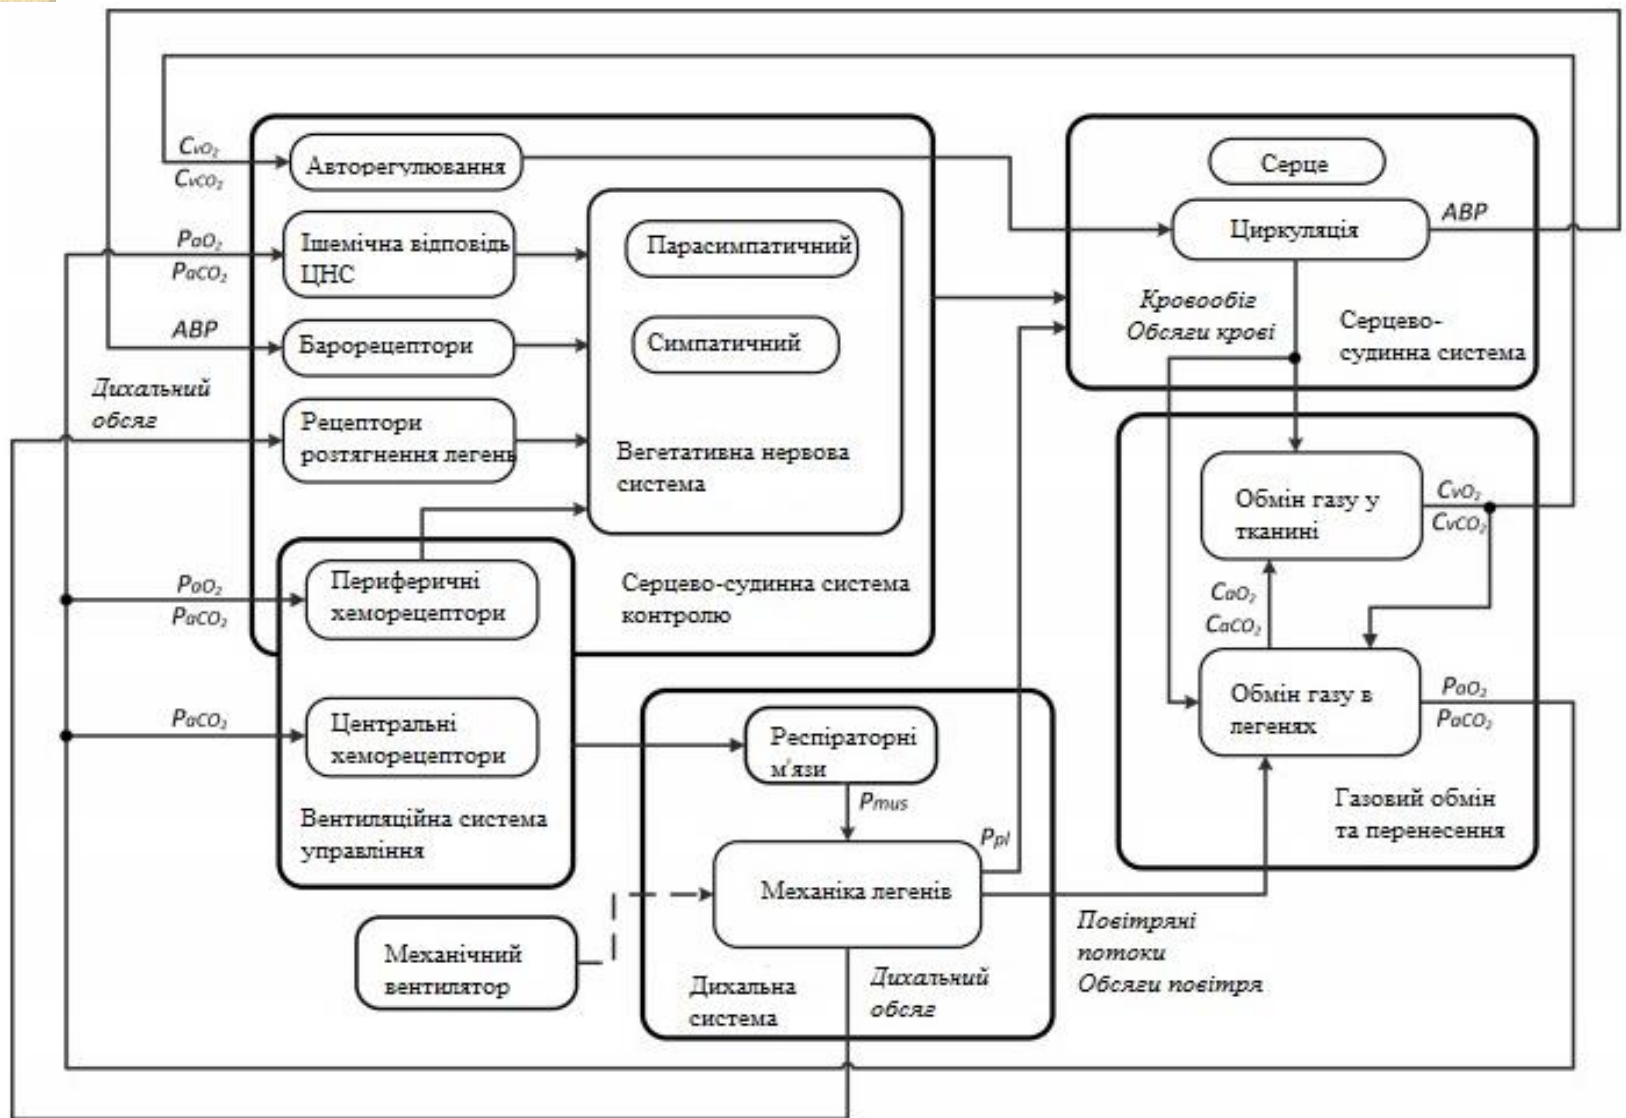 CvO₂
CvCO₂
Авторегулювання
PaO₂
PaCO₂
Ішемічна відповідь
ЦНС
ABP
Барорецептори
Дихальний
обсяг
Рецептори
розтягнення легень
Парасимпатичний
Симпатичний
Вегетативна нервова
система
Серцево-судинна система
контролю
PaO₂
PaCO₂
Периферичні
хеморецептори
PaCO₂
Центральні
хеморецептори
Вентиляційна система
управління
Механічний
вентилятор
Респіраторні
м'язи
Pmus
Ppl
Механіка легенів
Дихальна
система
Дихальний
обсяг
Повітряні
потоки
Обсяги повітря
Серце
Циркуляція
ABP
Кровообіг
Обсяги крові
Серцево-
судинна система
Обмін газу у
тканині
CvO₂
CvCO₂
CaO₂
CaCO₂
Обмін газу в
легенях
PaO₂
PaCO₂
Газовий обмін
та перенесення